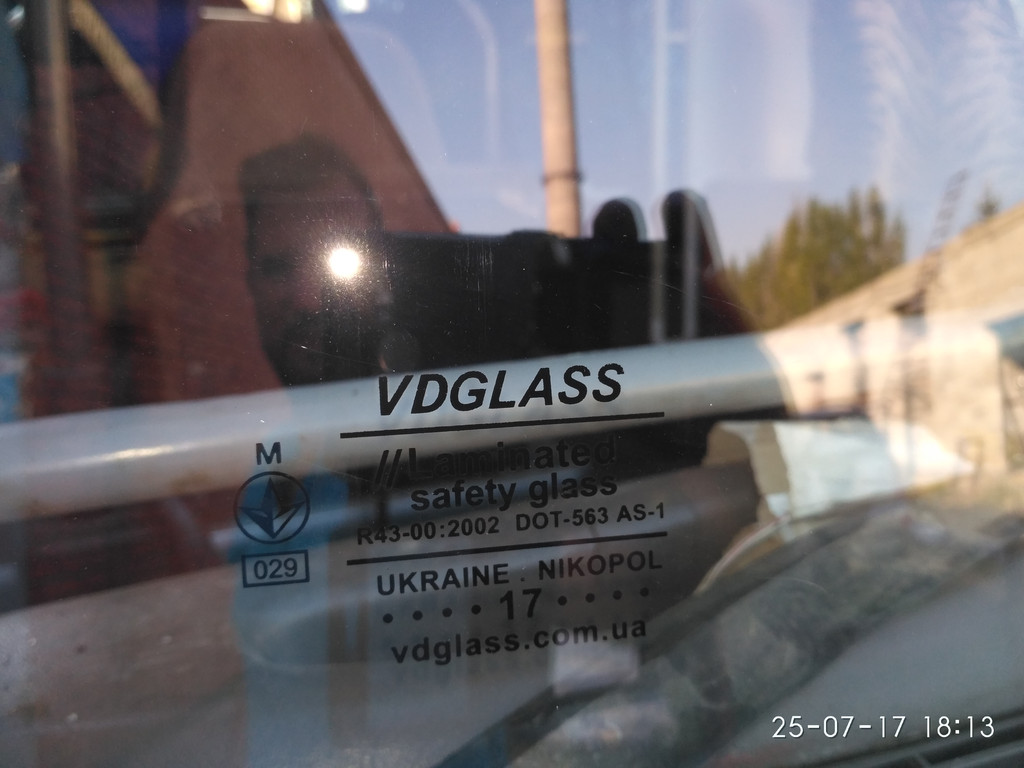 VDGLASS
// Laminated
safety glass
R43-00:2002 DOT-563 AS-1
M
029
UKRAINE . NIKOPOL
• • • • 17 • • • •
vdglass.com.ua
25-07-17 18:13